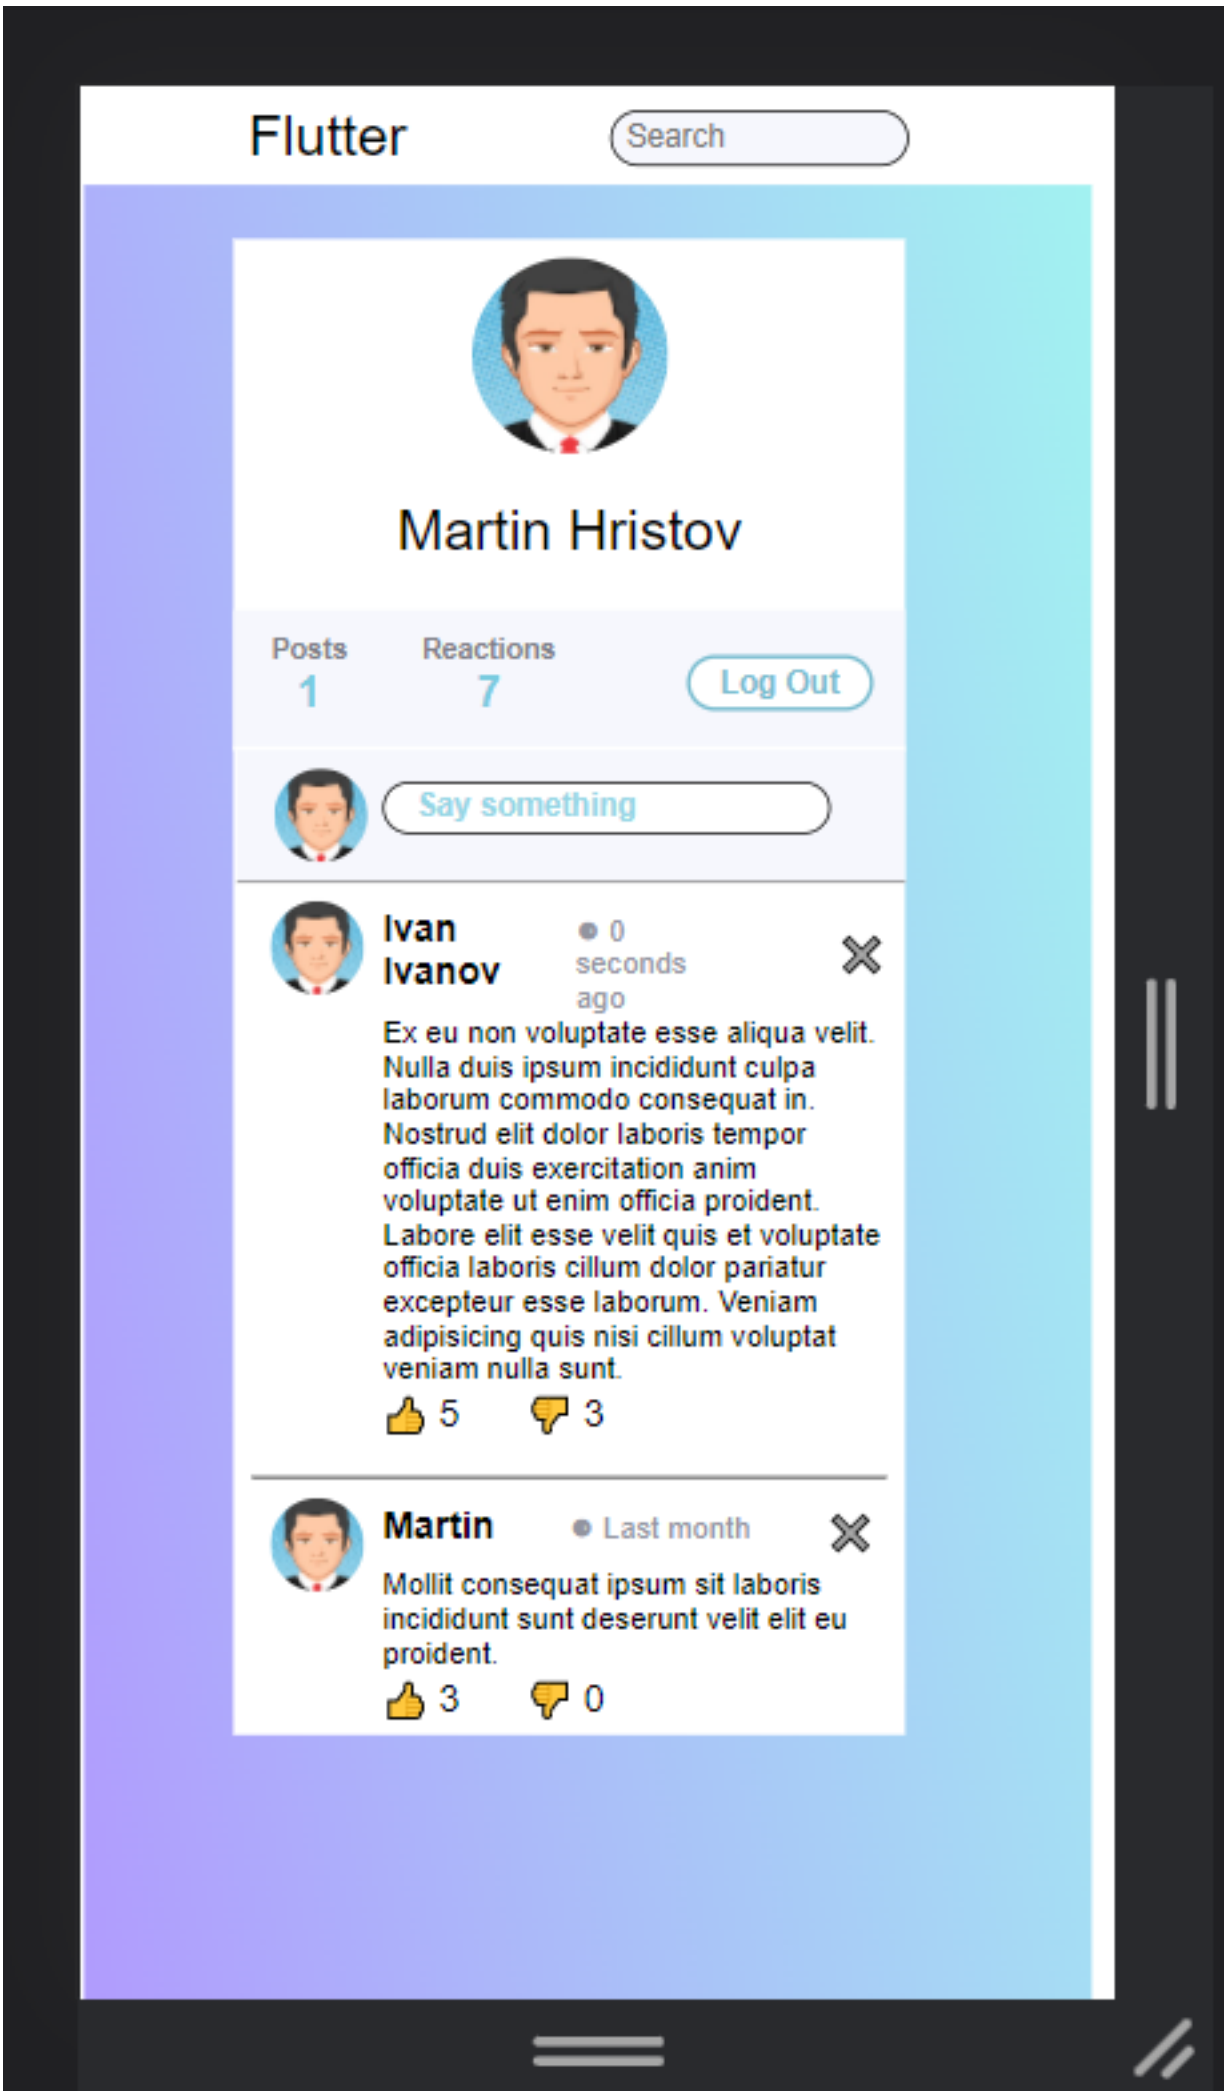 Flutter
Search
Martin Hristov
Posts
Reactions
1
7
Log Out
Say something
Ivan
Ivanov
0
seconds
ago
Ex eu non voluptate esse aliqua velit.
Nulla duis ipsum incididunt culpa
laborum commodo consequat in.
Nostrud elit dolor laboris tempor
officia duis exercitation anim
voluptate ut enim officia proident.
Labore elit esse velit quis et voluptate
officia laboris cillum dolor pariatur
excepteur esse laborum. Veniam
adipisicing quis nisi cillum voluptat
veniam nulla sunt.
5 3
Martin
Last month
Mollit consequat ipsum sit laboris
incididunt sunt deserunt velit elit eu
proident.
3 0